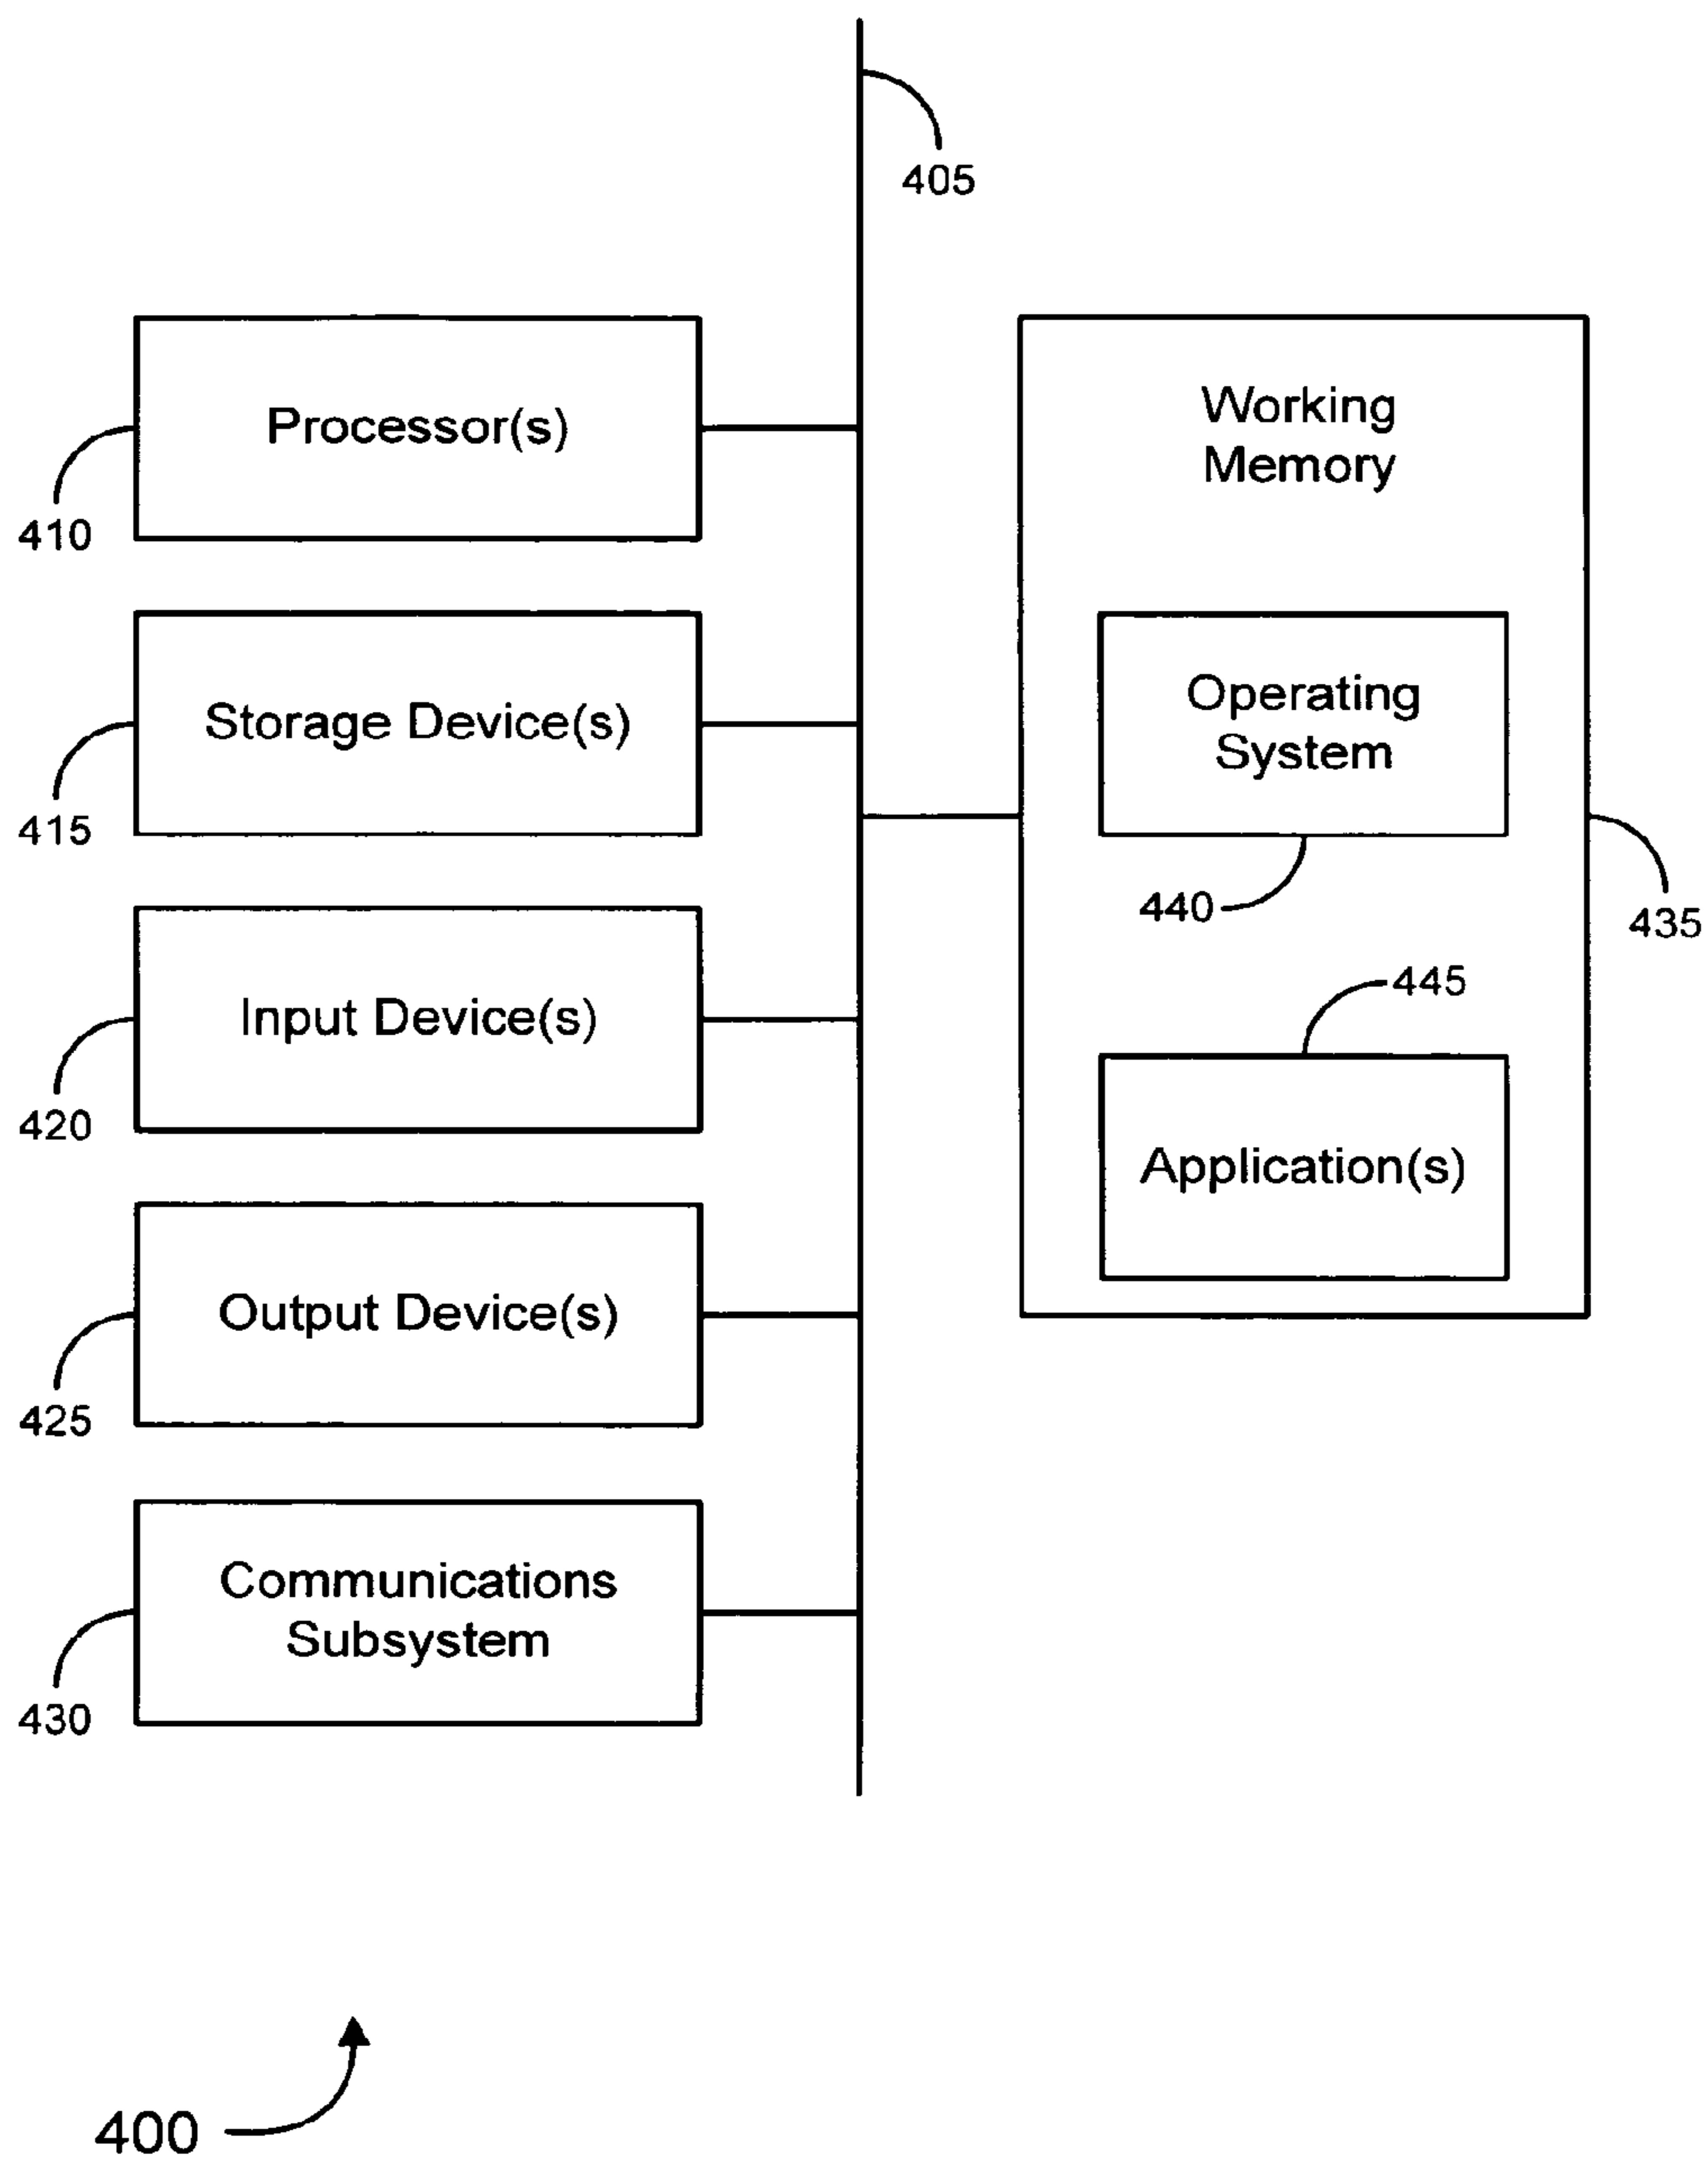 405
Processor(s)
410
Storage Device(s)
415
Input Device(s)
420
Output Device(s)
425
Communications
Subsystem
430
Working
Memory
Operating
System
440
435
445
Application(s)
400